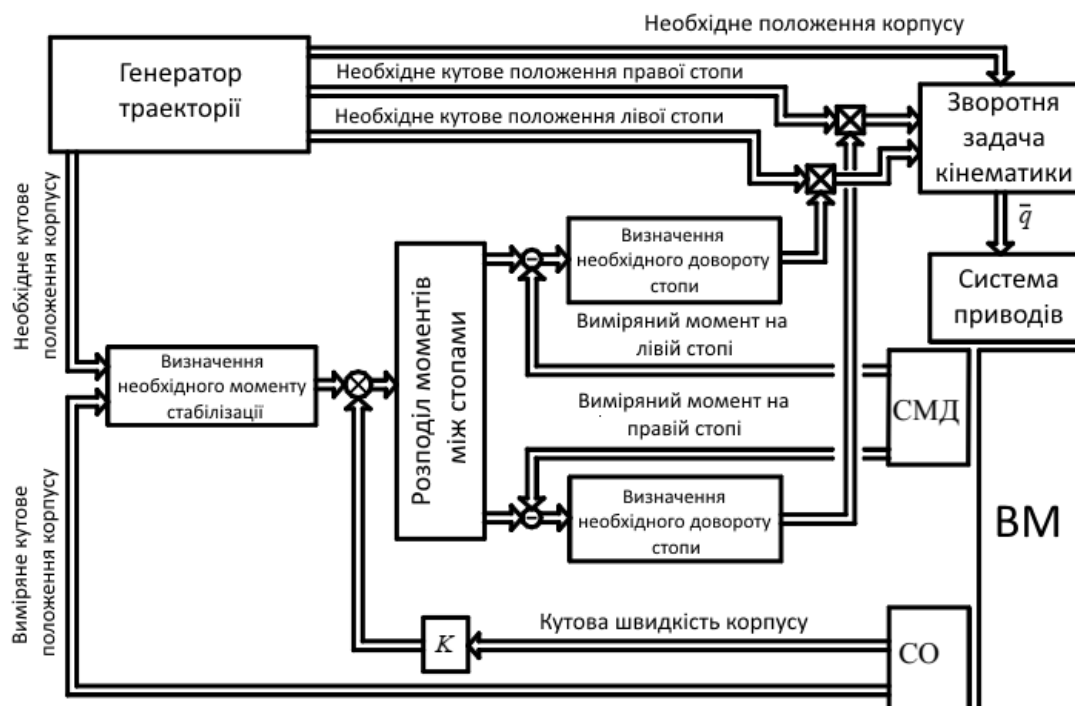 Необхідне положення корпусу
Генератор
траекторії
Необхідне кутове положення правої стопи
Необхідне кутове положення лівої стопи
Зворотня
задача
кінематики
q̄
Система
приводів
Необхідне кутове
положення корпусу
Визначення
необхідного довороту
стопи
Виміряний момент на
лівій стопі
Визначення
необхідного моменту
стабілізації
Розподіл моментів
між стопами
СМД
Виміряний момент на
правій стопі
Визначення
необхідного довороту
стопи
ВМ
Виміряне кутове
положення корпусу
Кутова швидкість корпусу
K
СО